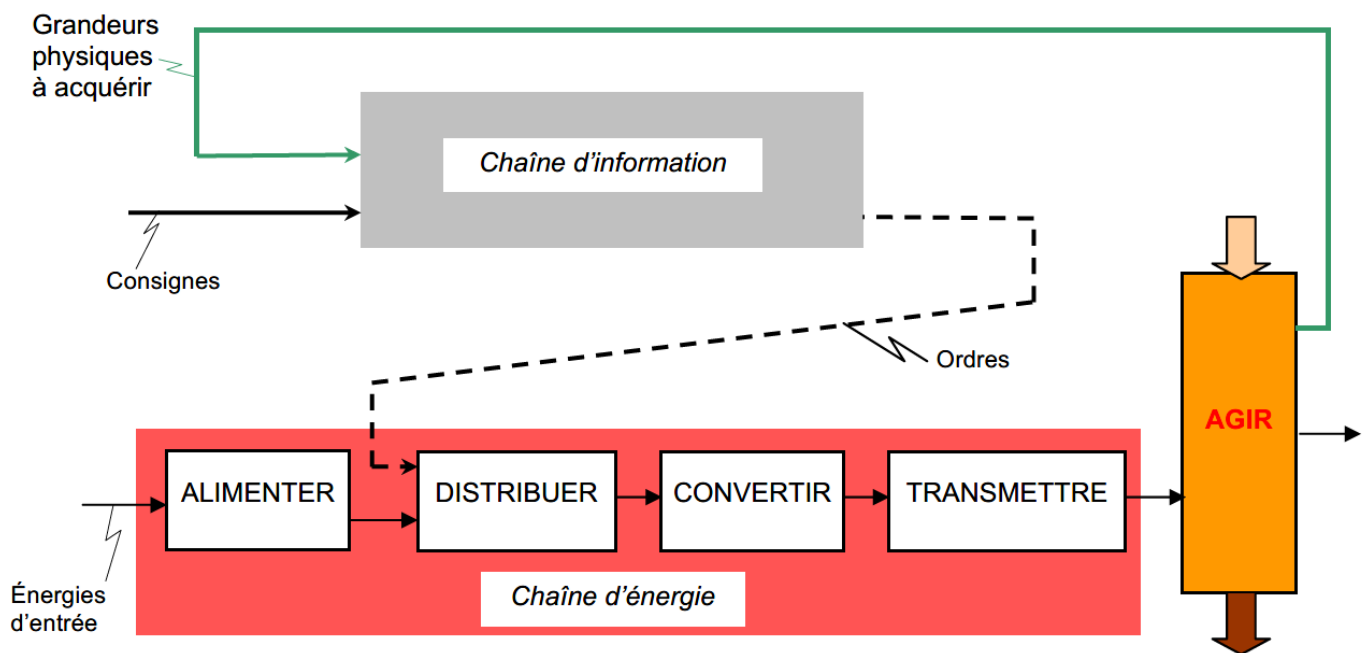 Grandeurs
physiques
à acquérir
Chaîne d’information
Consignes
Ordres
AGIR
ALIMENTER
DISTRIBUER
CONVERTIR
TRANSMETTRE
Énergies
d’entrée
Chaîne d’énergie